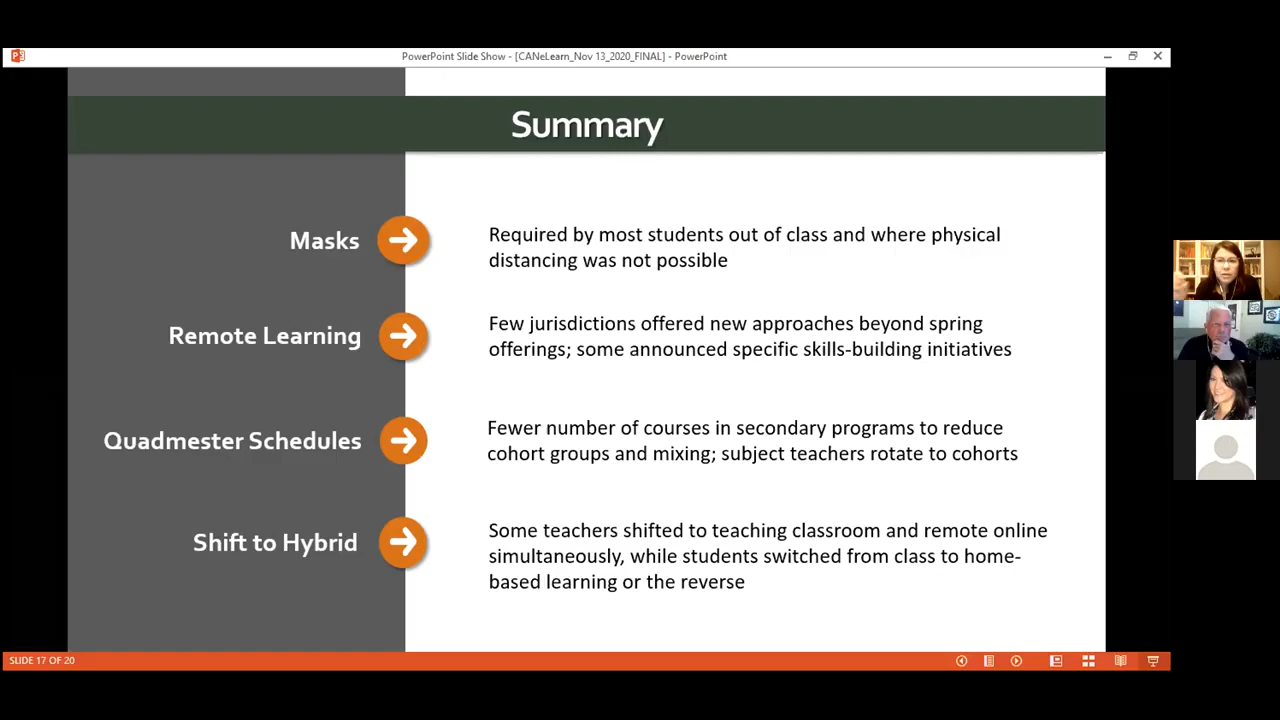 PowerPoint Slide Show - [CANeLearn_Nov 13_2020_FINAL] - PowerPoint
Summary
Masks
Required by most students out of class and where physical
distancing was not possible
Remote Learning
Few jurisdictions offered new approaches beyond spring
offerings; some announced specific skills-building initiatives
Quadmester Schedules
Fewer number of courses in secondary programs to reduce
cohort groups and mixing; subject teachers rotate to cohorts
Shift to Hybrid
Some teachers shifted to teaching classroom and remote online
simultaneously, while students switched from class to home-
based learning or the reverse
SLIDE 17 OF 20